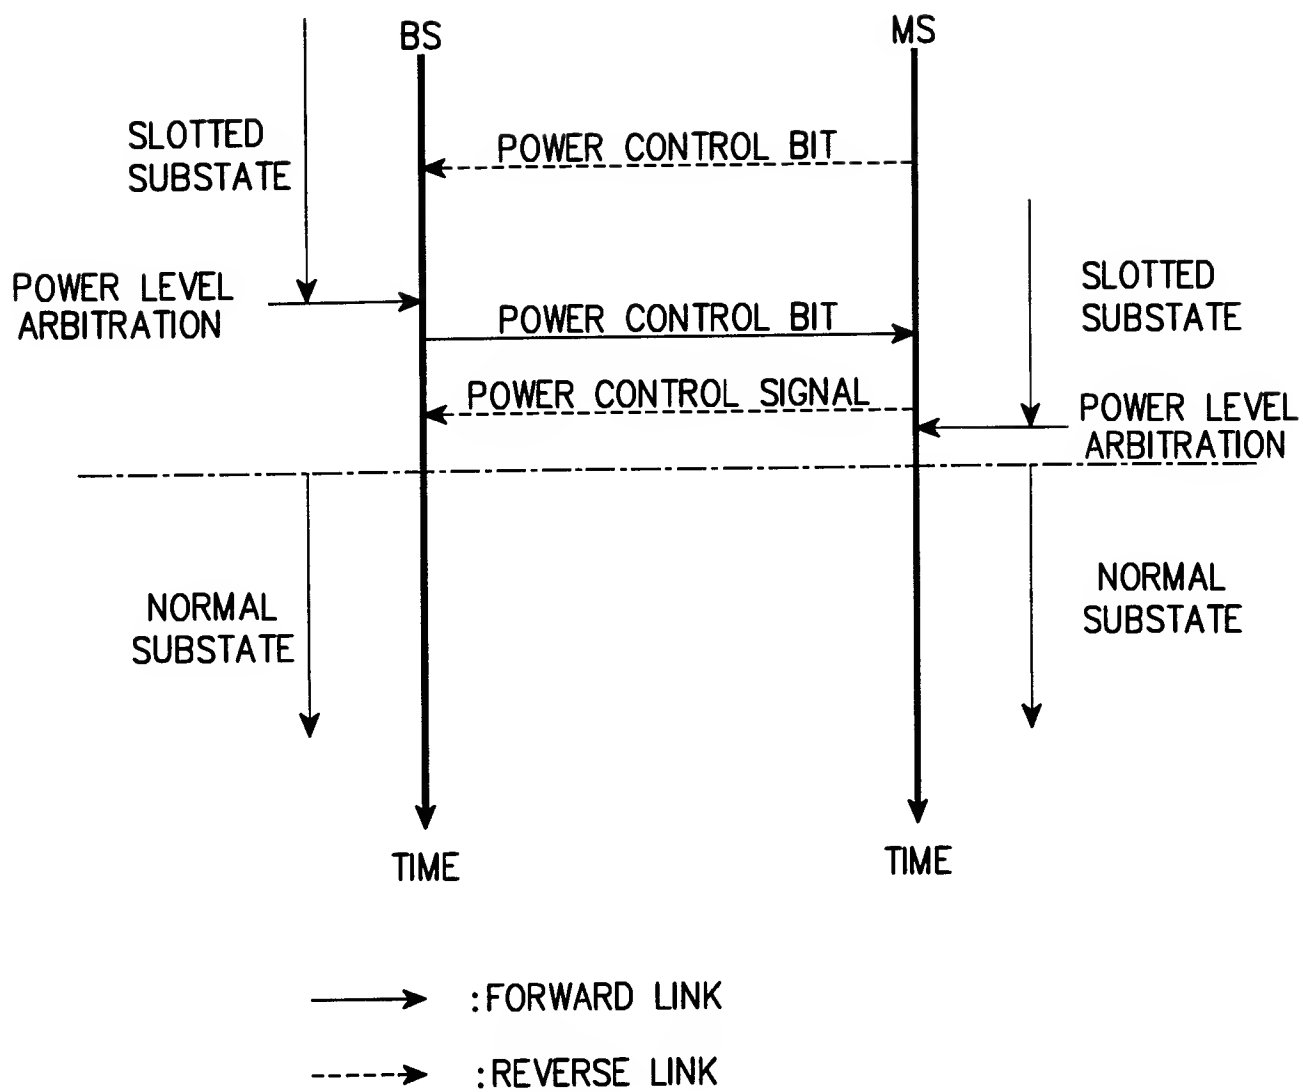 BS
MS
SLOTTED
SUBSTATE
POWER CONTROL BIT
POWER LEVEL
ARBITRATION
POWER CONTROL BIT
SLOTTED
SUBSTATE
POWER CONTROL SIGNAL
POWER LEVEL
ARBITRATION
NORMAL
SUBSTATE
NORMAL
SUBSTATE
TIME
TIME
:FORWARD LINK
:REVERSE LINK